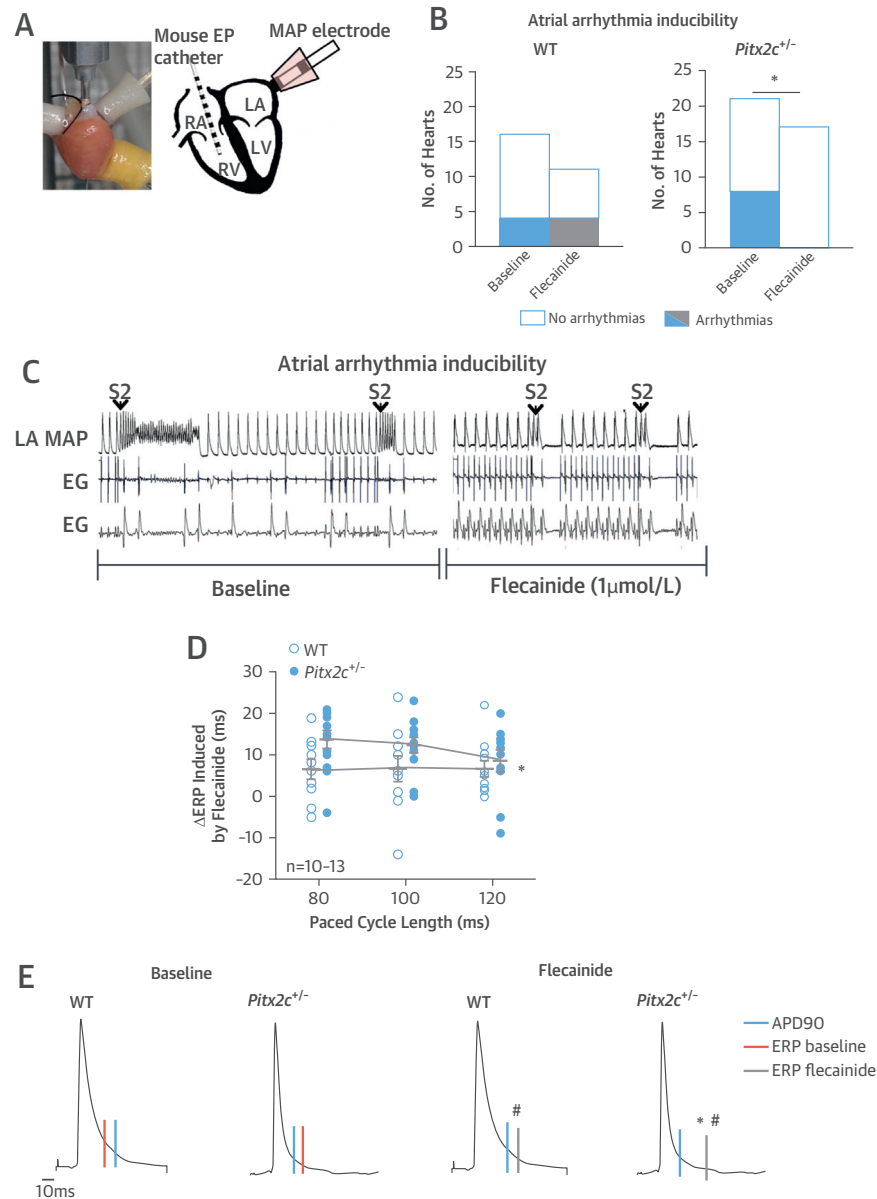 A
Mouse EP
catheter
MAP electrode
RA
LA
RV
LV
B
Atrial arrhythmia inducibility
WT
Pitx2c+/-
No. of Hearts
25
20
15
10
5
0
Baseline
Flecainide
No. of Hearts
25
20
15
10
5
0
*
Baseline
Flecainide
No arrhythmias
Arrhythmias
C
Atrial arrhythmia inducibility
S2
S2
S2
S2
LA MAP
EG
EG
Baseline
Flecainide (1μmol/L)
D
WT
Pitx2c+/-
ΔERP Induced
by Flecainide (ms)
30
20
10
0
-10
-20
*
n=10-13
80
100
120
Paced Cycle Length (ms)
E
Baseline
Flecainide
WT
Pitx2c+/-
WT
Pitx2c+/-
APD90
ERP baseline
ERP flecainide
#
* #
10ms